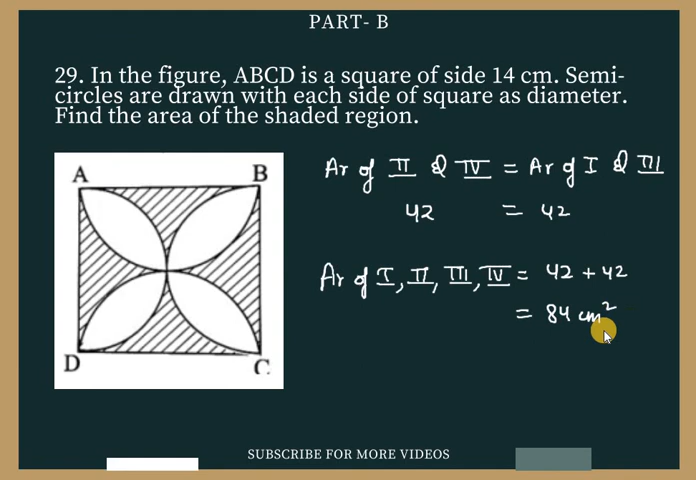 PART- B
29. In the figure, ABCD is a square of side 14 cm. Semi-
circles are drawn with each side of square as diameter.
Find the area of the shaded region.
A B
D C
Ar of II & IV = Ar of I & III
42 = 42
Ar of I, II, III, IV = 42 + 42
= 84 cm²
SUBSCRIBE FOR MORE VIDEOS